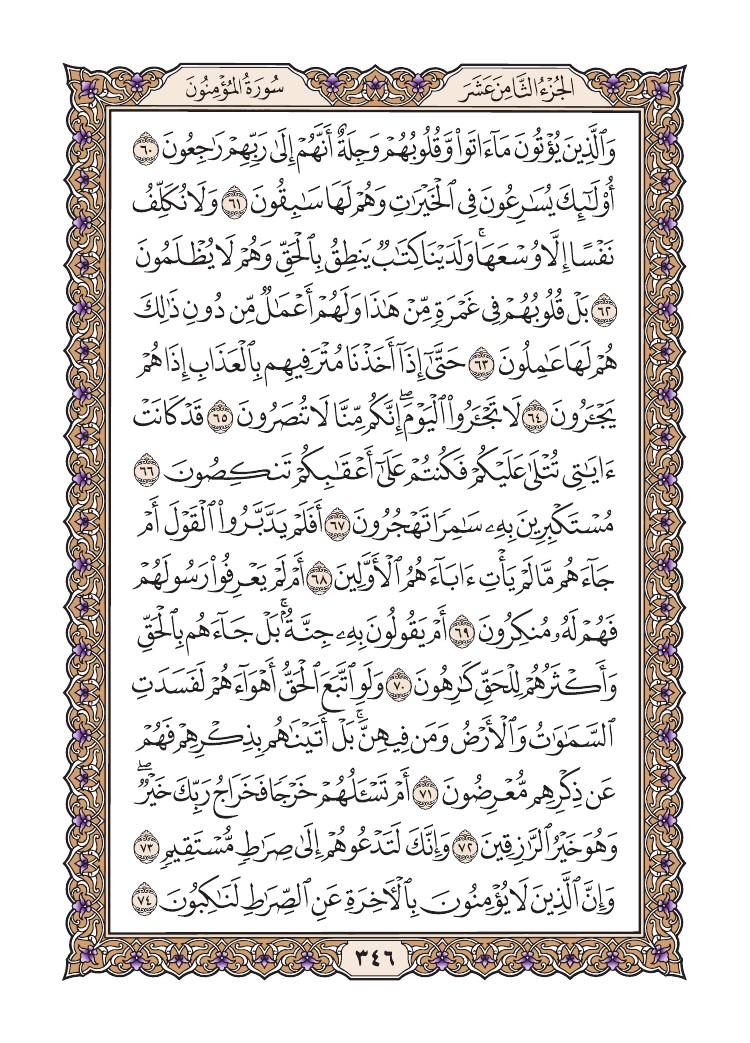 الجُزْءُ الثَّامِنَ عَشَرَ
سُورَةُ المُؤْمِنُونَ
وَٱلَّذِينَ يُؤْتُونَ مَآءَاتَوا۟ وَّقُلُوبُهُمْ وَجِلَةٌ أَنَّهُمْ إِلَىٰ رَبِّهِمْ رَٰجِعُونَ ٦٠
أُو۟لَـٰٓئِكَ يُسَـٰرِعُونَ فِى ٱلْخَيْرَٰتِ وَهُمْ لَهَا سَـٰبِقُونَ ٦١ وَلَا نُكَلِّفُ
نَفْسًا إِلَّا وُسْعَهَاۚ وَلَدَيْنَا كِتَـٰبٌ يَنطِقُ بِٱلْحَقِّ وَهُمْ لَا يُظْلَمُونَ
٦٢ بَلْ قُلُوبُهُمْ فِى غَمْرَةٍ مِّنْ هَـٰذَا وَلَهُمْ أَعْمَـٰلٌ مِّن دُونِ ذَٰلِكَ
هُمْ لَهَا عَـٰمِلُونَ ٦٣ حَتَّىٰٓ إِذَآ أَخَذْنَا مُتْرَفِيهِم بِٱلْعَذَابِ إِذَا هُمْ
يَجْـَٔرُونَ ٦٤ لَا تَجْـَٔرُوا۟ ٱلْيَوْمَۖ إِنَّكُم مِّنَّا لَا تُنصَرُونَ ٦٥ قَدْ كَانَتْ
ءَايَـٰتِى تُتْلَىٰ عَلَيْكُمْ فَكُنتُمْ عَلَىٰٓ أَعْقَـٰبِكُمْ تَنكِصُونَ ٦٦
مُسْتَكْبِرِينَ بِهِۦ سَـٰمِرًا تَهْجُرُونَ ٦٧ أَفَلَمْ يَدَّبَّرُوا۟ ٱلْقَوْلَ أَمْ
جَآءَهُم مَّا لَمْ يَأْتِ ءَابَآءَهُمُ ٱلْأَوَّلِينَ ٦٨ أَمْ لَمْ يَعْرِفُوا۟ رَسُولَهُمْ
فَهُمْ لَهُۥ مُنكِرُونَ ٦٩ أَمْ يَقُولُونَ بِهِۦ جِنَّةٌۢۚ بَلْ جَآءَهُم بِٱلْحَقِّ
وَأَكْثَرُهُمْ لِلْحَقِّ كَـٰرِهُونَ ٧٠ وَلَوِ ٱتَّبَعَ ٱلْحَقُّ أَهْوَآءَهُمْ لَفَسَدَتِ
ٱلسَّمَـٰوَٰتُ وَٱلْأَرْضُ وَمَن فِيهِنَّۚ بَلْ أَتَيْنَـٰهُم بِذِكْرِهِمْ فَهُمْ
عَن ذِكْرِهِم مُّعْرِضُونَ ٧١ أَمْ تَسْـَٔلُهُمْ خَرْجًا فَخَرَاجُ رَبِّكَ خَيْرٌۖ
وَهُوَ خَيْرُ ٱلرَّٰزِقِينَ ٧٢ وَإِنَّكَ لَتَدْعُوهُمْ إِلَىٰ صِرَٰطٍ مُّسْتَقِيمٍ ٧٣
وَإِنَّ ٱلَّذِينَ لَا يُؤْمِنُونَ بِٱلْـَٔاخِرَةِ عَنِ ٱلصِّرَٰطِ لَنَـٰكِبُونَ ٧٤
٣٤٦